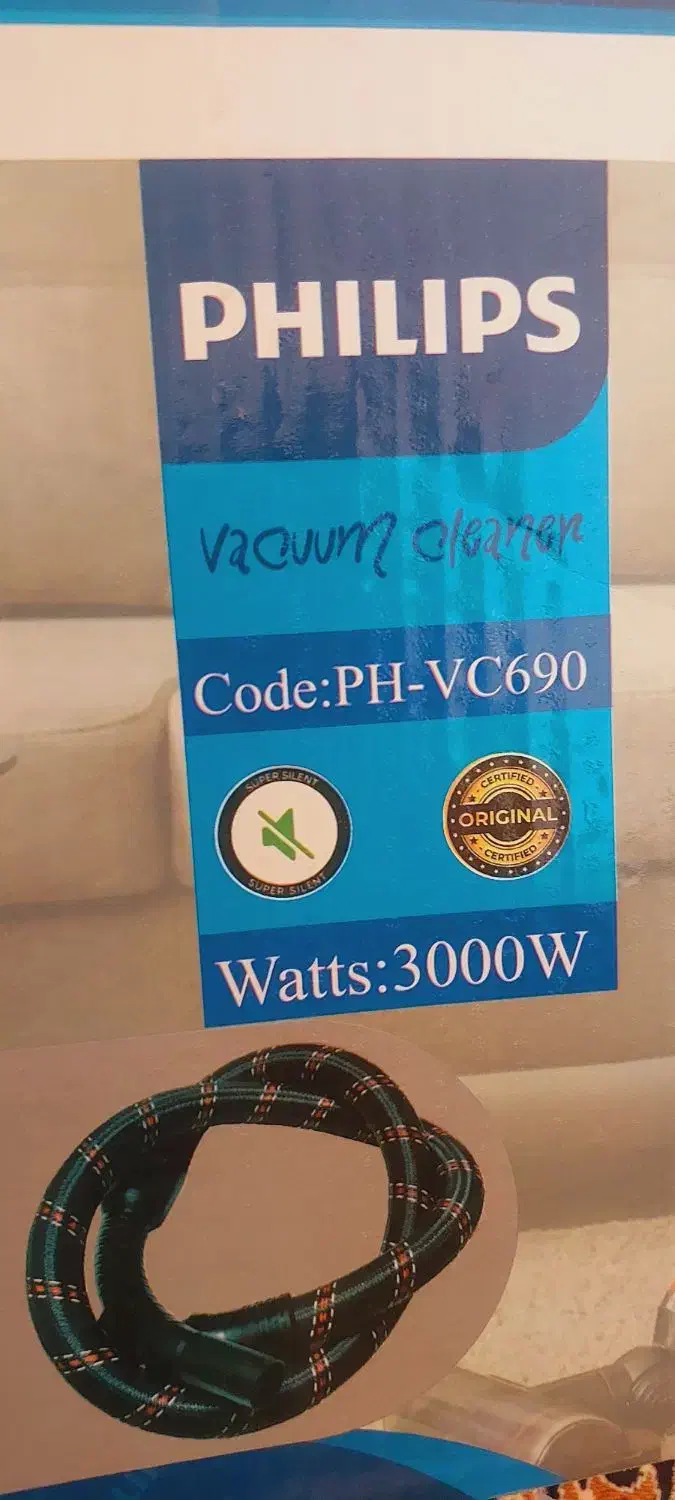 PHILIPS
vacuum cleaner
Code:PH-VC690
SUPER SILENT
SUPER SILENT
CERTIFIED
ORIGINAL
CERTIFIED
Watts:3000W